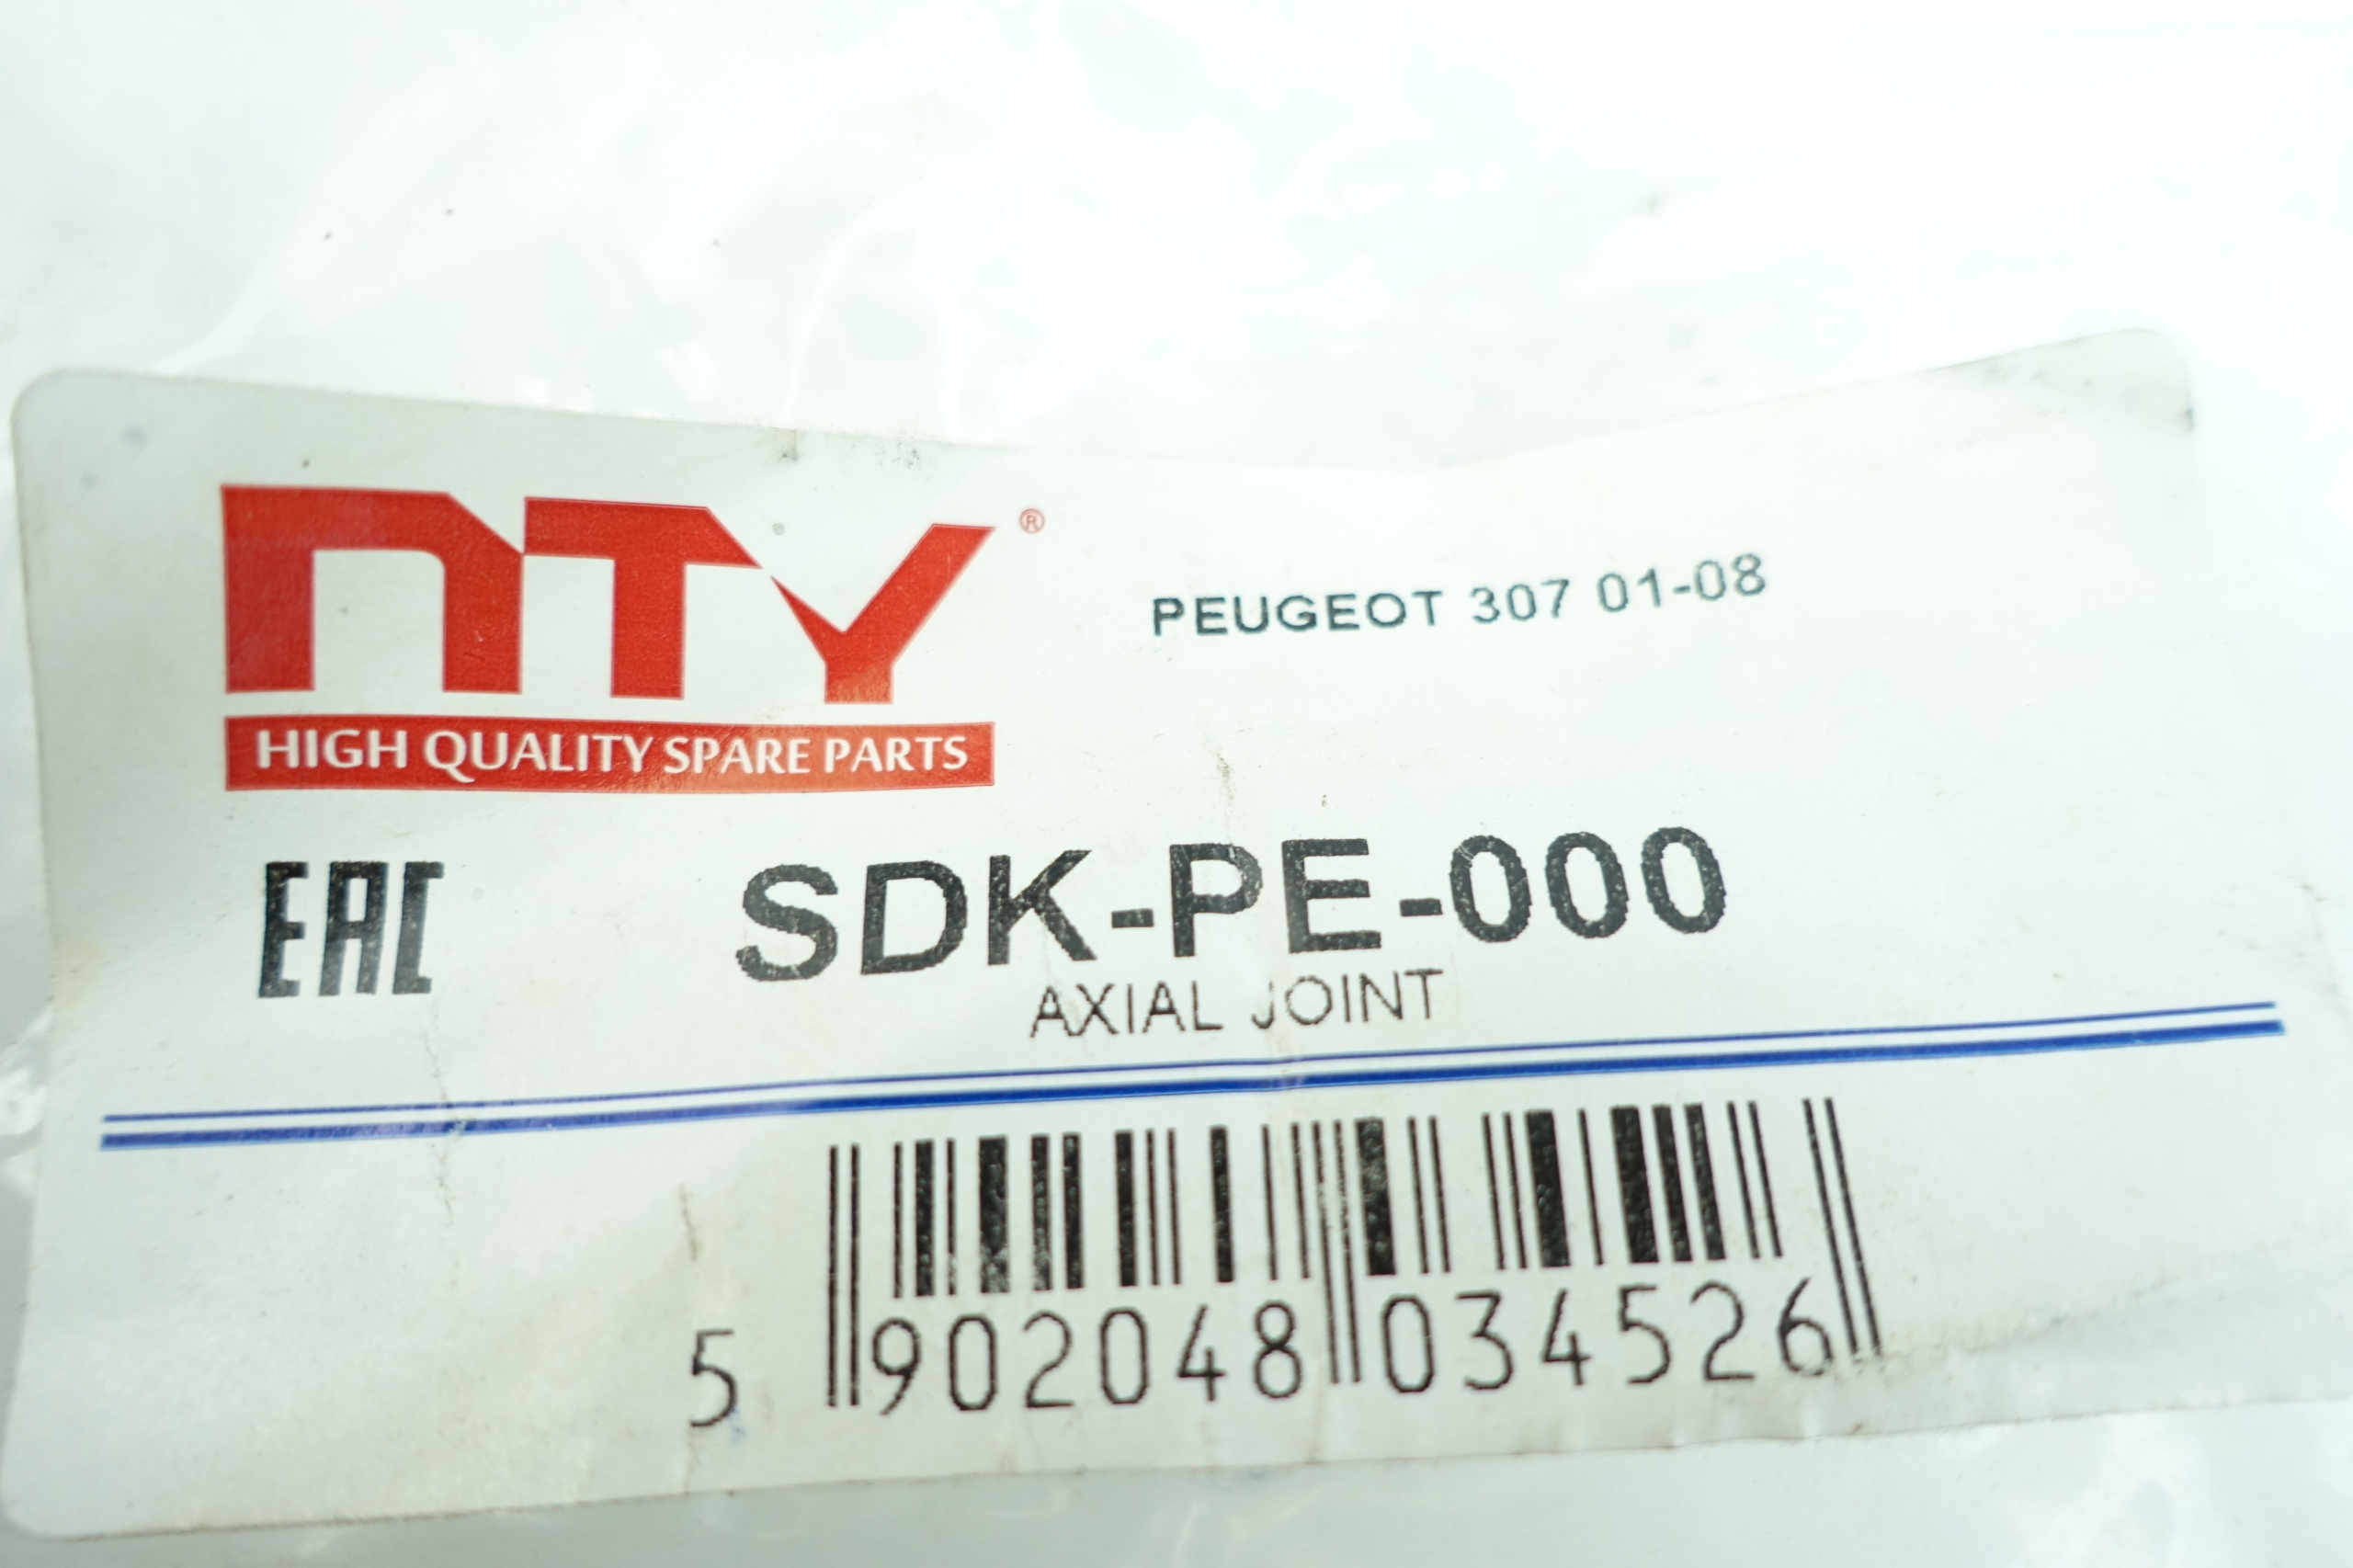 NTY®
PEUGEOT 307 01-08
HIGH QUALITY SPARE PARTS
EAC
SDK-PE-000
AXIAL JOINT
5 902048 034526